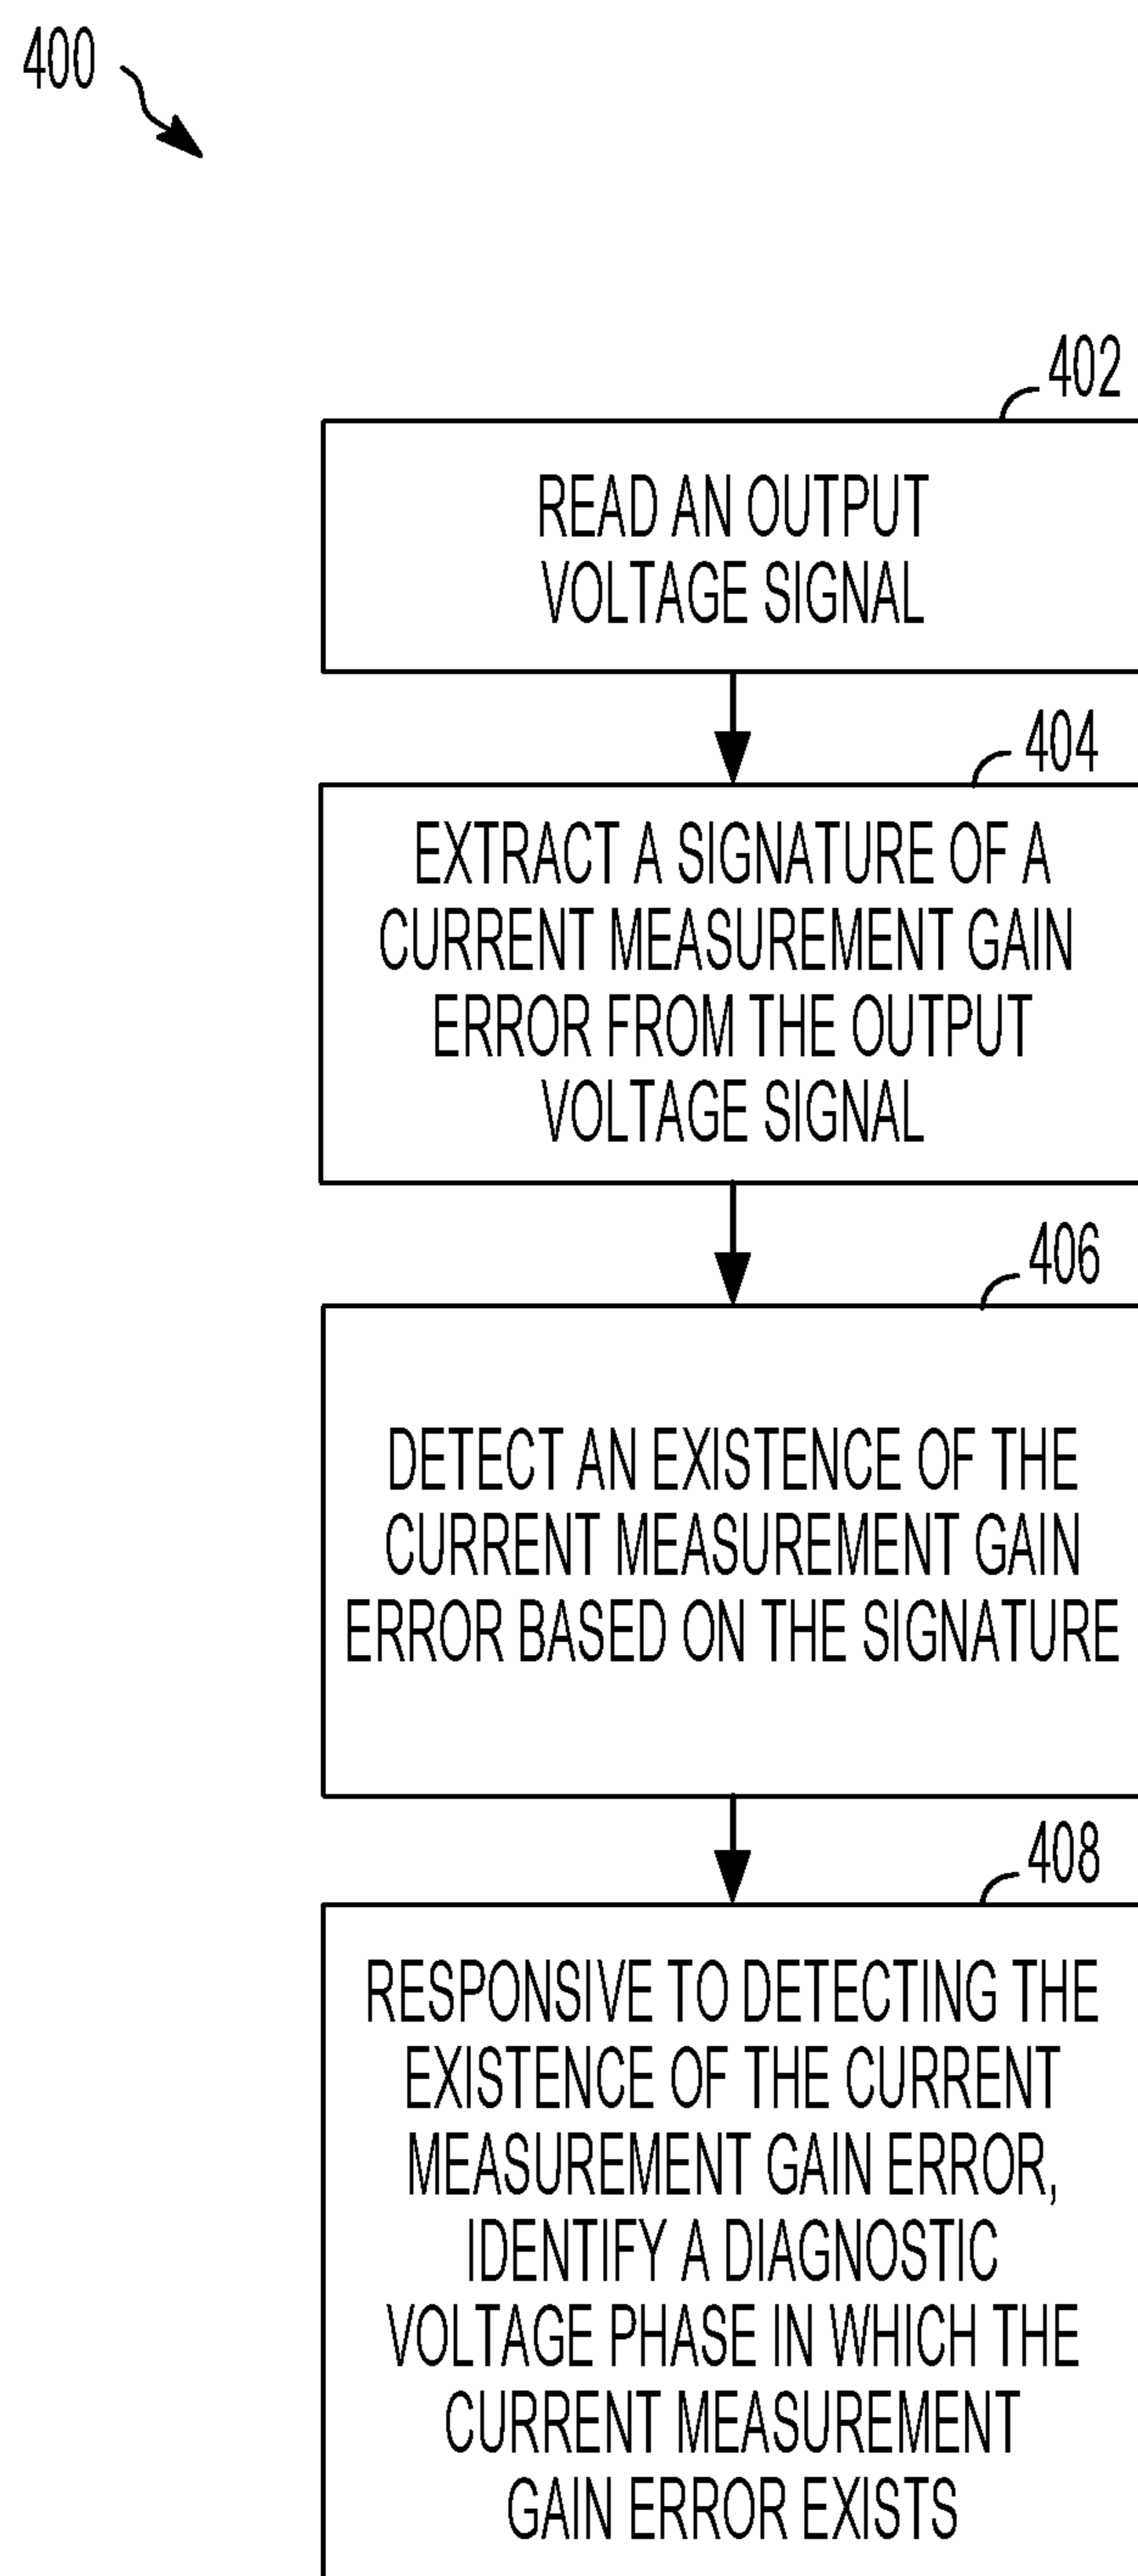 400
402
READ AN OUTPUT
VOLTAGE SIGNAL
404
EXTRACT A SIGNATURE OF A
CURRENT MEASUREMENT GAIN
ERROR FROM THE OUTPUT
VOLTAGE SIGNAL
406
DETECT AN EXISTENCE OF THE
CURRENT MEASUREMENT GAIN
ERROR BASED ON THE SIGNATURE
408
RESPONSIVE TO DETECTING THE
EXISTENCE OF THE CURRENT
MEASUREMENT GAIN ERROR,
IDENTIFY A DIAGNOSTIC
VOLTAGE PHASE IN WHICH THE
CURRENT MEASUREMENT
GAIN ERROR EXISTS